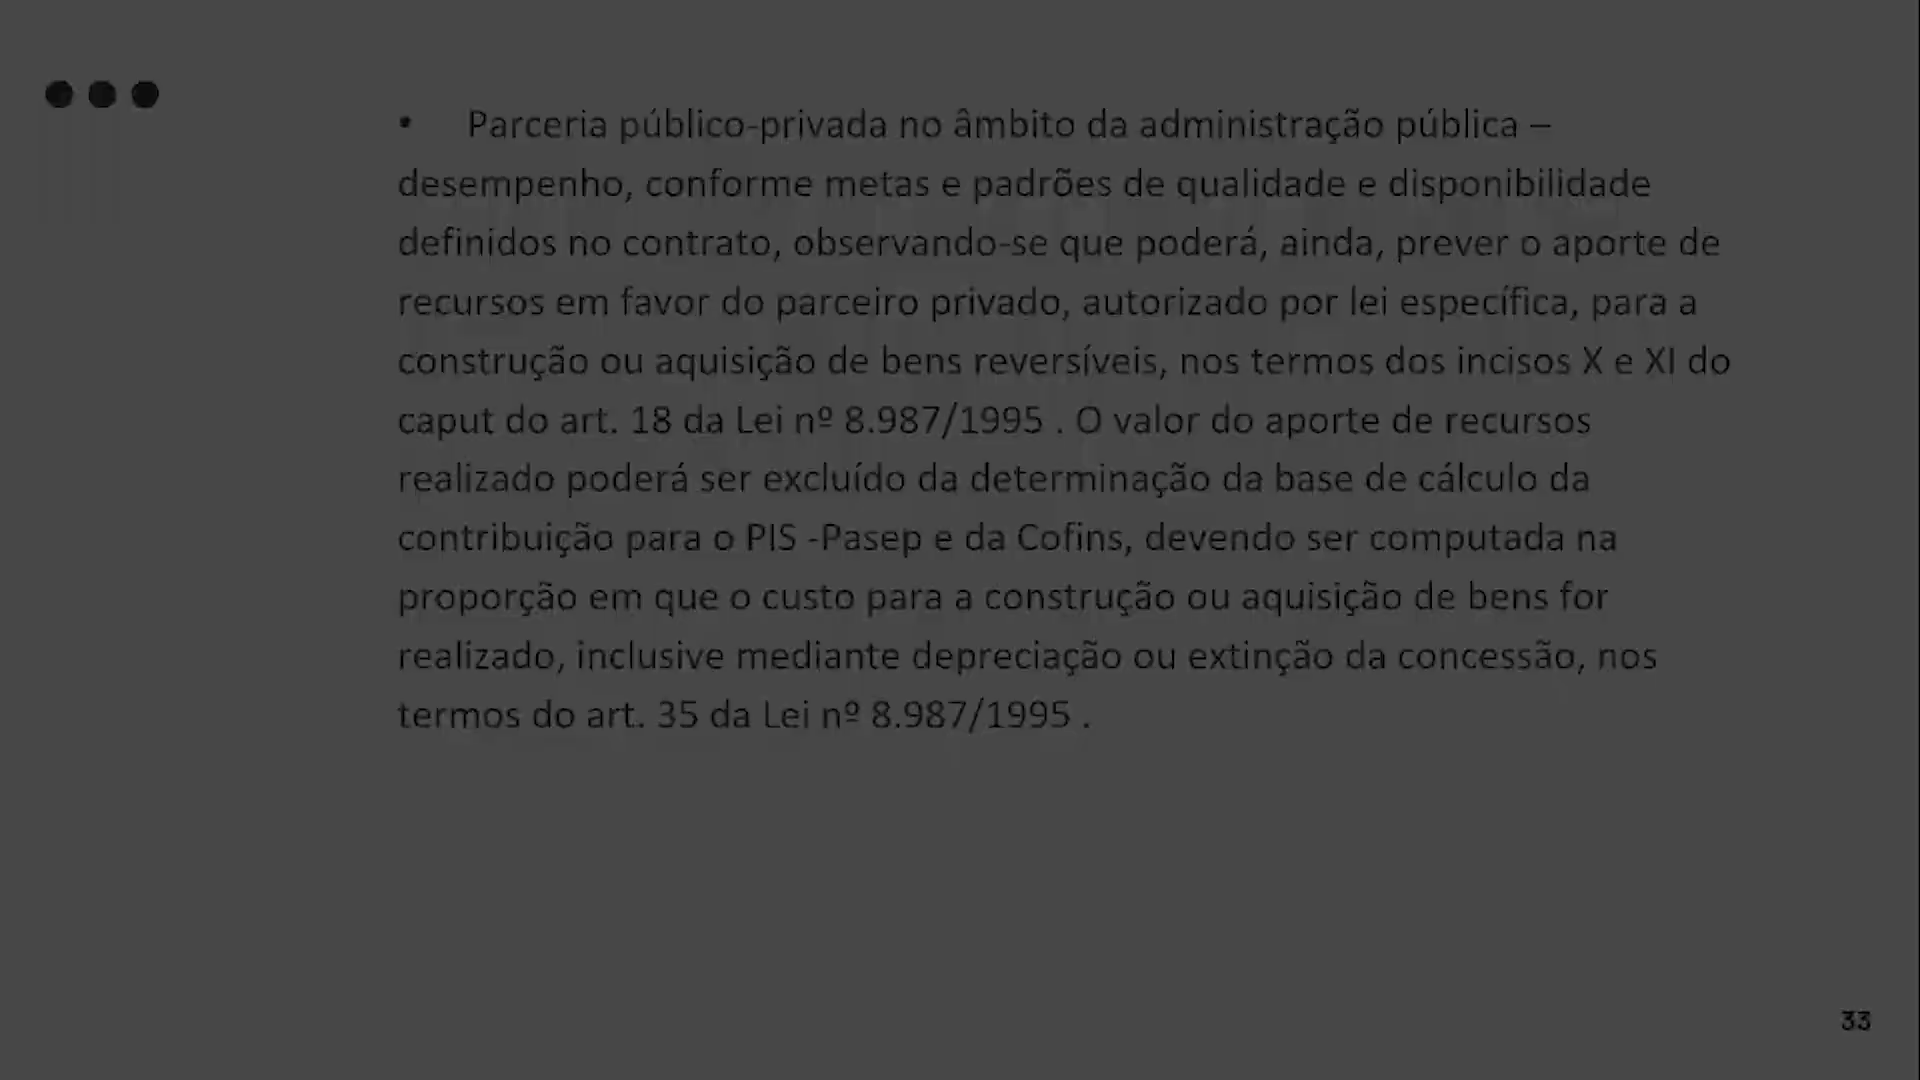 • Parceria público-privada no âmbito da administração pública –
desempenho, conforme metas e padrões de qualidade e disponibilidade
definidos no contrato, observando-se que poderá, ainda, prever o aporte de
recursos em favor do parceiro privado, autorizado por lei específica, para a
construção ou aquisição de bens reversíveis, nos termos dos incisos X e XI do
caput do art. 18 da Lei nº 8.987/1995 . O valor do aporte de recursos
realizado poderá ser excluído da determinação da base de cálculo da
contribuição para o PIS -Pasep e da Cofins, devendo ser computada na
proporção em que o custo para a construção ou aquisição de bens for
realizado, inclusive mediante depreciação ou extinção da concessão, nos
termos do art. 35 da Lei nº 8.987/1995 .
33